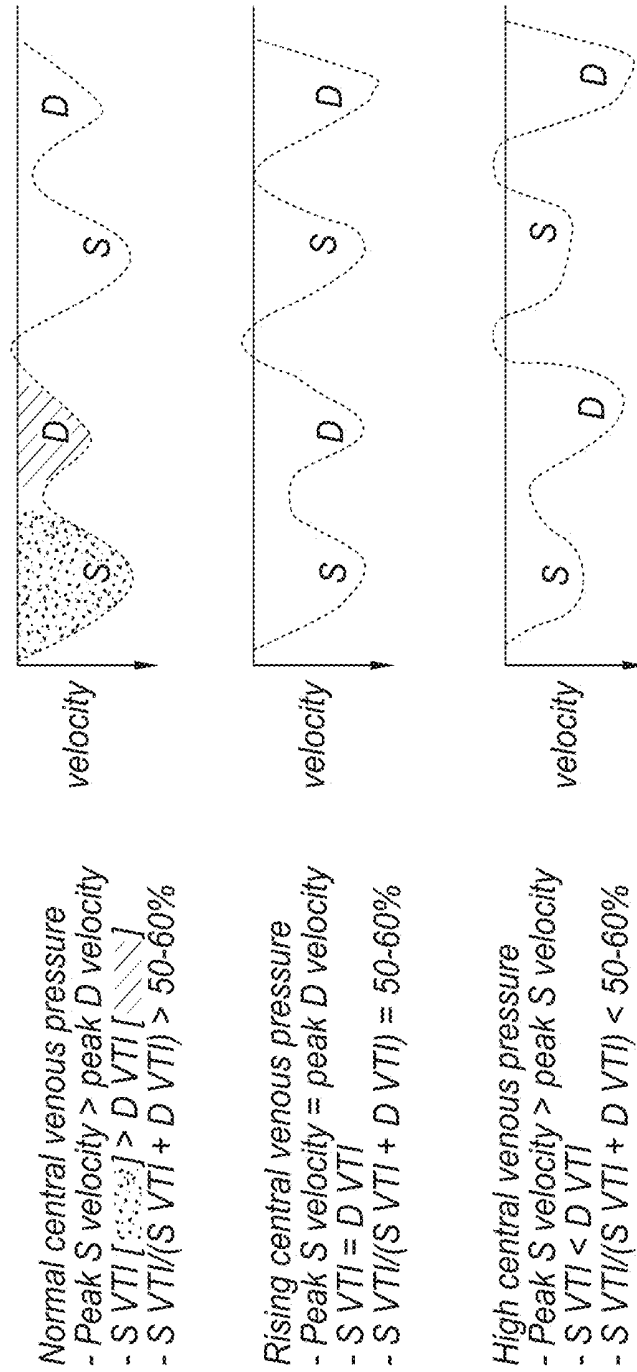 Normal central venous pressure
- Peak S velocity > peak D velocity
- S VTI [ ] > D VTI [ ]
- S VTI/(S VTI + D VTI) > 50-60%
velocity
S
D
S
D
Rising central venous pressure
- Peak S velocity = peak D velocity
- S VTI = D VTI
- S VTI/(S VTI + D VTI) = 50-60%
velocity
S
D
S
D
High central venous pressure
- Peak S velocity > peak S velocity
- S VTI < D VTI
- S VTI/(S VTI + D VTI) < 50-60%
velocity
S
D
S
D